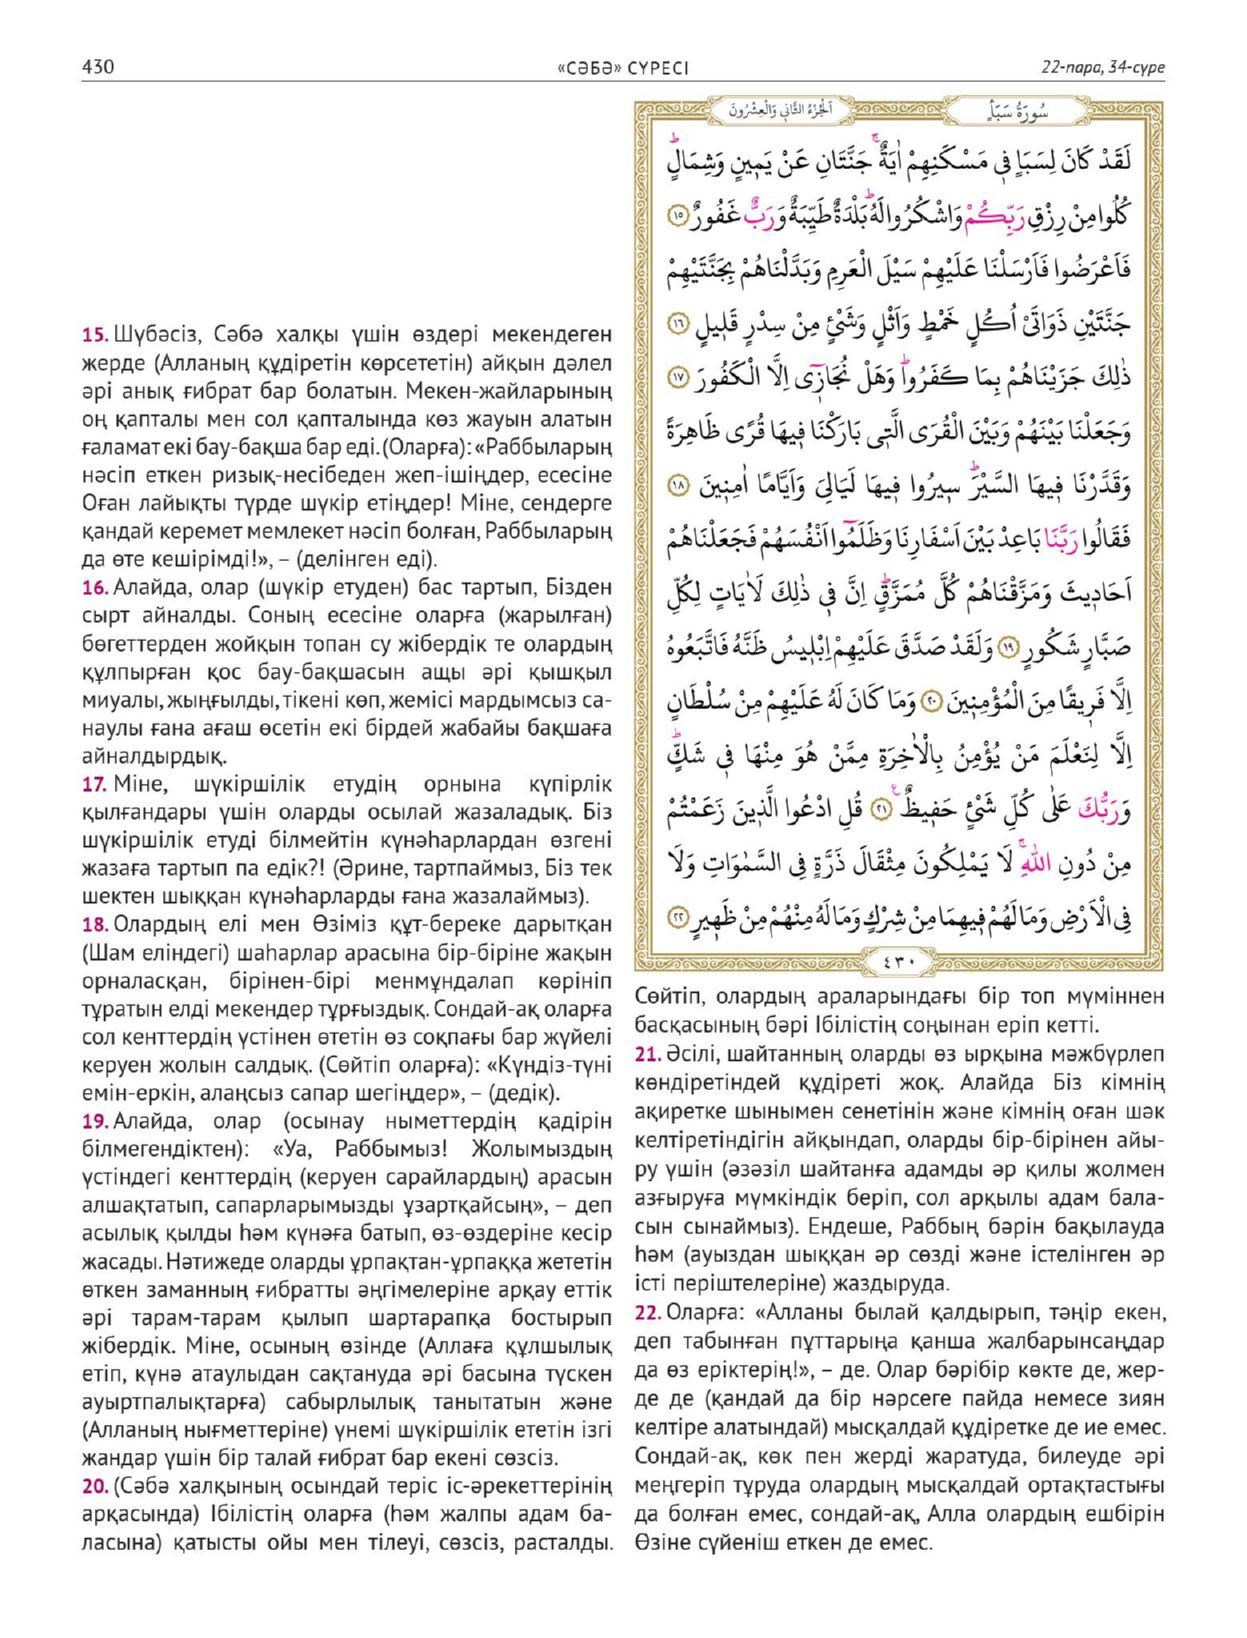 430
«СӘБӘ» СҮРЕСІ
22-пара, 34-сүре
15. Шүбәсіз, Сәбә халқы үшін өздері мекендеген
жерде (Алланың құдіретін көрсететін) айқын дәлел
әрі анық ғибрат бар болатын. Мекен-жайларының
оң қапталы мен сол қапталында көз жауын алатын
ғаламат екі бау-бақша бар еді. (Оларға): «Раббыларың
нәсіп еткен ризық-несібеден жеп-ішіңдер, есесіне
Оған лайықты түрде шүкір етіңдер! Міне, сендерге
қандай керемет мемлекет нәсіп болған, Раббыларың
да өте кешірімді!», – (делінген еді).
16. Алайда, олар (шүкір етуден) бас тартып, Бізден
сырт айналды. Соның есесіне оларға (жарылған)
бөгеттерден жойқын топан су жібердік те олардың
құлпырған қос бау-бақшасын ащы әрі қышқыл
миуалы, жыңғылды, тікені көп, жемісі мардымсыз са-
наулы ғана ағаш өсетін екі бірдей жабайы бақшаға
айналдырдық.
17. Міне, шүкіршілік етудің орнына күпірлік
қылғандары үшін оларды осылай жазаладық. Біз
шүкіршілік етуді білмейтін күнәһарлардан өзгені
жазаға тартып па едік?! (Әрине, тартпаймыз, Біз тек
шектен шыққан күнәһарларды ғана жазалаймыз).
18. Олардың елі мен Өзіміз құт-береке дарытқан
(Шам еліндегі) шаһарлар арасына бір-біріне жақын
орналасқан, бірінен-бірі менмұндалап көрініп
тұратын елді мекендер тұрғыздық. Сондай-ақ оларға
сол кенттердің үстінен өтетін өз соқпағы бар жүйелі
керуен жолын салдық. (Сөйтіп оларға): «Күндіз-түні
емін-еркін, алаңсыз сапар шегіңдер», – (дедік).
19. Алайда, олар (осынау ныметтердің қадірін
білмегендіктен): «Уа, Раббымыз! Жолымыздың
үстіндегі кенттердің (керуен сарайлардың) арасын
алшақтатып, сапарларымызды ұзартқайсың», – деп
асылық қылды һәм күнәға батып, өз-өздеріне кесір
жасады. Нәтижеде оларды ұрпақтан-ұрпаққа жететін
өткен заманның ғибратты әңгімелеріне арқау еттік
әрі тарам-тарам қылып шартарапқа бостырып
жібердік. Міне, осының өзінде (Аллаға құлшылық
етіп, күнә атаулыдан сақтануда әрі басына түскен
ауыртпалықтарға) сабырлылық танытатын және
(Алланың нығметтеріне) үнемі шүкіршілік ететін ізгі
жандар үшін бір талай ғибрат бар екені сөзсіз.
20. (Сәбә халқының осындай теріс іс-әрекеттерінің
арқасында) Ібілістің оларға (һәм жалпы адам ба-
ласына) қатысты ойы мен тілеуі, сөзсіз, расталды.
سُورَةُ سَبَأٍ
اَلْجُزْءُ الثَّانِي وَالْعِشْرُونَ
لَقَدْ كَانَ لِسَبَاٍ فِي مَسْكَنِهِمْ اٰيَةٌۚ جَنَّتَانِ عَنْ يَمِينٍ وَشِمَالٍۜ
كُلُوا مِنْ رِزْقِ رَبِّكُمْ وَاشْكُرُوا لَهُۜ بَلْدَةٌ طَيِّبَةٌ وَرَبٌّ غَفُورٌ ﴿١٥﴾
فَاَعْرَضُوا فَاَرْسَلْنَا عَلَيْهِمْ سَيْلَ الْعَرِمِ وَبَدَّلْنَاهُمْ بِجَنَّتَيْهِمْ
جَنَّتَيْنِ ذَوَاتَيْ اُكُلٍ خَمْطٍ وَاَثْلٍ وَشَيْءٍ مِنْ سِدْرٍ قَلِيلٍ ﴿١٦﴾
ذٰلِكَ جَزَيْنَاهُمْ بِمَا كَفَرُواۜ وَهَلْ نُجَازِٓي اِلَّا الْكَفُورَ ﴿١٧﴾
وَجَعَلْنَا بَيْنَهُمْ وَبَيْنَ الْقُرَى الَّتِي بَارَكْنَا فِيهَا قُرًى ظَاهِرَةً
وَقَدَّرْنَا فِيهَا السَّيْرَۜ سِيرُوا فِيهَا لَيَالِيَ وَاَيَّامًا اٰمِنِينَ ﴿١٨﴾
فَقَالُوا رَبَّنَا بَاعِدْ بَيْنَ اَسْفَارِنَا وَظَلَمُٓوا اَنْفُسَهُمْ فَجَعَلْنَاهُمْ
اَحَادِيثَ وَمَزَّقْنَاهُمْ كُلَّ مُمَزَّقٍۜ اِنَّ فِي ذٰلِكَ لَاٰيَاتٍ لِكُلِّ
صَبَّارٍ شَكُورٍ ﴿١٩﴾ وَلَقَدْ صَدَّقَ عَلَيْهِمْ اِبْلِيسُ ظَنَّهُ فَاتَّبَعُوهُ
اِلَّا فَرِيقًا مِنَ الْمُؤْمِنِينَ ﴿٢٠﴾ وَمَا كَانَ لَهُ عَلَيْهِمْ مِنْ سُلْطَانٍ
اِلَّا لِنَعْلَمَ مَنْ يُؤْمِنُ بِالْاٰخِرَةِ مِمَّنْ هُوَ مِنْهَا فِي شَكٍّۜ
وَرَبُّكَ عَلٰى كُلِّ شَيْءٍ حَفِيظٌ ﴿٢١﴾ قُلِ ادْعُوا الَّذِينَ زَعَمْتُمْ
مِنْ دُونِ اللّٰهِۚ لَا يَمْلِكُونَ مِثْقَالَ ذَرَّةٍ فِي السَّمٰوَاتِ وَلَا
فِي الْاَرْضِ وَمَا لَهُمْ فِيهِمَا مِنْ شِرْكٍ وَمَا لَهُ مِنْهُمْ مِنْ ظَهِيرٍ ﴿٢٢﴾
٤٣٠
Сөйтіп, олардың араларындағы бір топ мүміннен
басқасының бәрі Ібілістің соңынан еріп кетті.
21. Әсілі, шайтанның оларды өз ырқына мәжбүрлеп
көндіретіндей құдіреті жоқ. Алайда Біз кімнің
ақиретке шынымен сенетінін және кімнің оған шәк
келтіретіндігін айқындап, оларды бір-бірінен айы-
ру үшін (әзәзіл шайтанға адамды әр қилы жолмен
азғыруға мүмкіндік беріп, сол арқылы адам бала-
сын сынаймыз). Ендеше, Раббың бәрін бақылауда
һәм (ауыздан шыққан әр сөзді және істелінген әр
істі періштелеріне) жаздыруда.
22. Оларға: «Алланы былай қалдырып, тәңір екен,
деп табынған пұттарыңа қанша жалбарынсаңдар
да өз еріктерің!», – де. Олар бәрібір көкте де, жер-
де де (қандай да бір нәрсеге пайда немесе зиян
келтіре алатындай) мысқалдай құдіретке де ие емес.
Сондай-ақ, көк пен жерді жаратуда, билеуде әрі
меңгеріп тұруда олардың мысқалдай ортақтастығы
да болған емес, сондай-ақ, Алла олардың ешбірін
Өзіне сүйеніш еткен де емес.